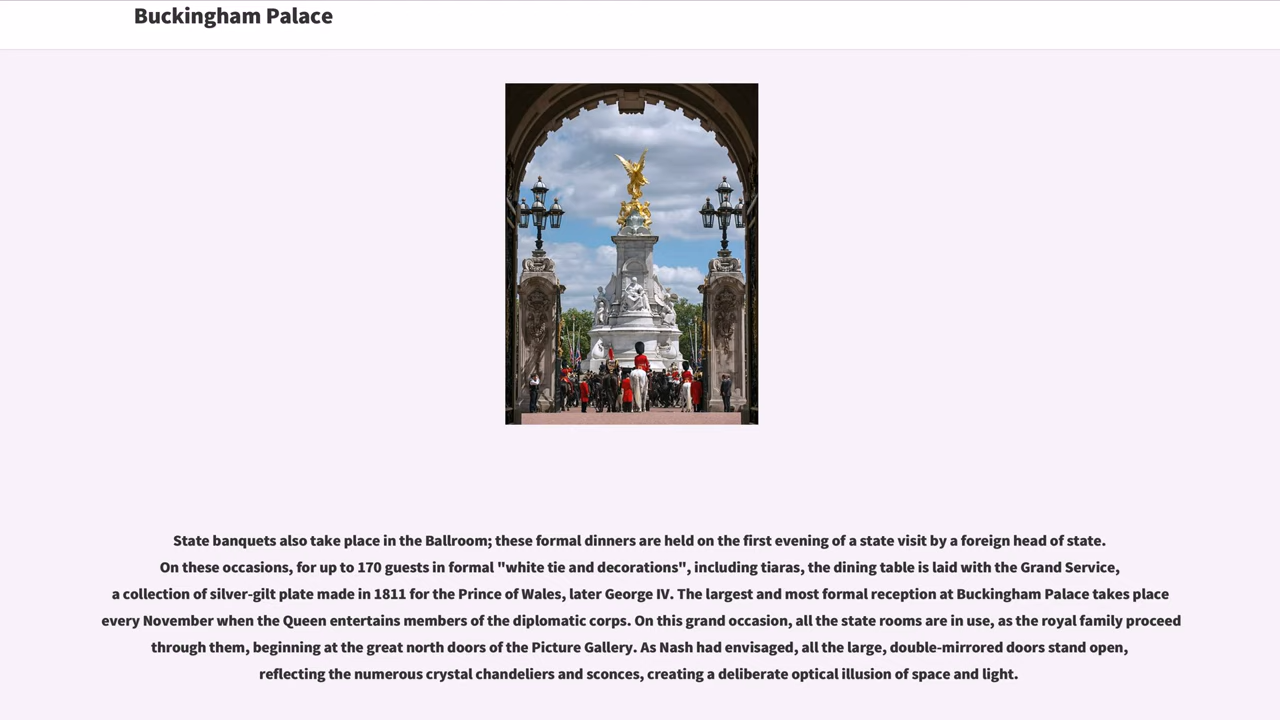 Buckingham Palace
State banquets also take place in the Ballroom; these formal dinners are held on the first evening of a state visit by a foreign head of state.
On these occasions, for up to 170 guests in formal "white tie and decorations", including tiaras, the dining table is laid with the Grand Service,
a collection of silver-gilt plate made in 1811 for the Prince of Wales, later George IV. The largest and most formal reception at Buckingham Palace takes place
every November when the Queen entertains members of the diplomatic corps. On this grand occasion, all the state rooms are in use, as the royal family proceed
through them, beginning at the great north doors of the Picture Gallery. As Nash had envisaged, all the large, double-mirrored doors stand open,
reflecting the numerous crystal chandeliers and sconces, creating a deliberate optical illusion of space and light.